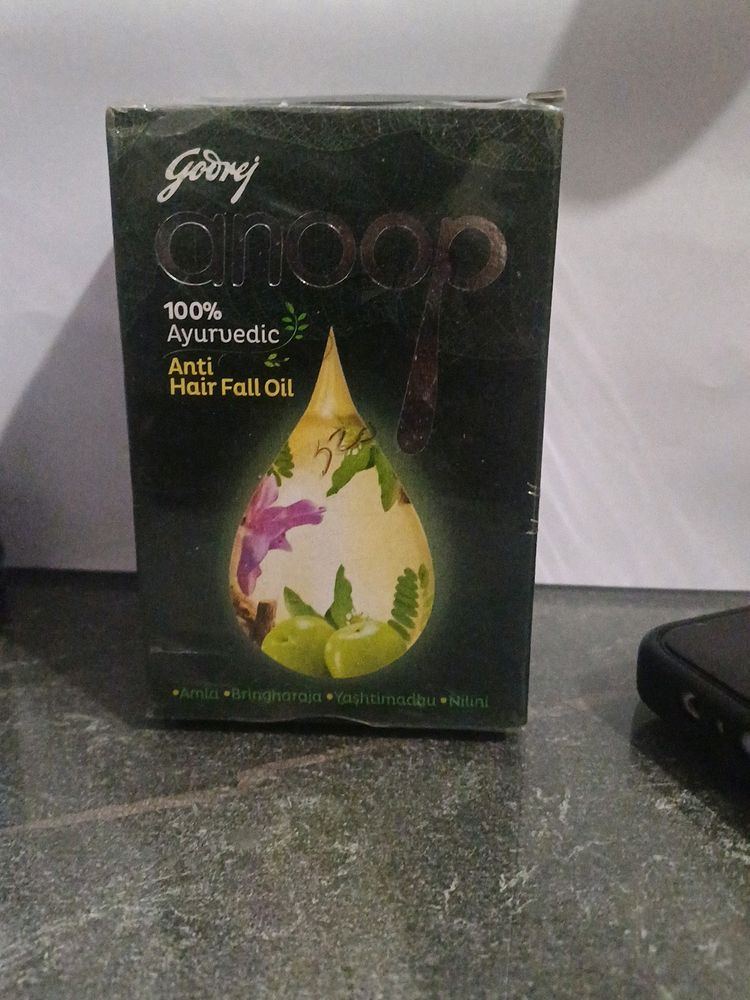 Godrej
anoop
100%
Ayurvedic
Anti
Hair Fall Oil
•Amla •Bringharaja •Yashtimadhu •Nilini